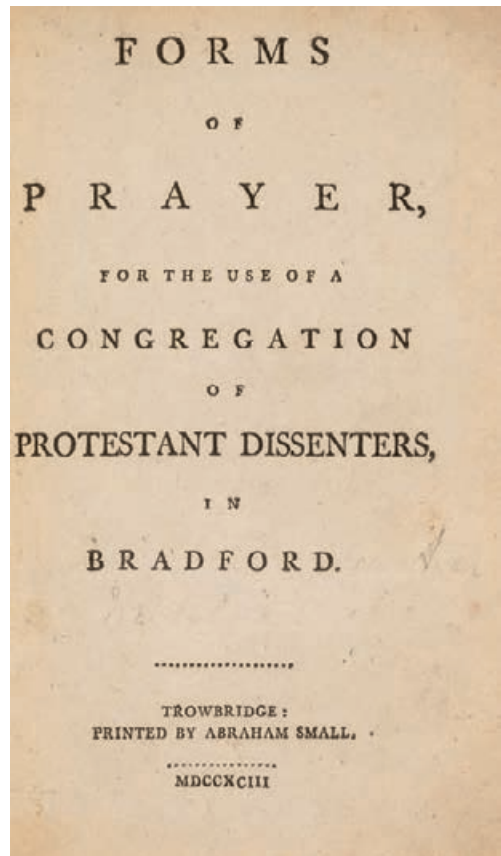 FORMS
OF
PRAYER,
FOR THE USE OF A
CONGREGATION
OF
PROTESTANT DISSENTERS,
IN
BRADFORD.
TROWBRIDGE:
PRINTED BY ABRAHAM SMALL.
MDCCXCIII